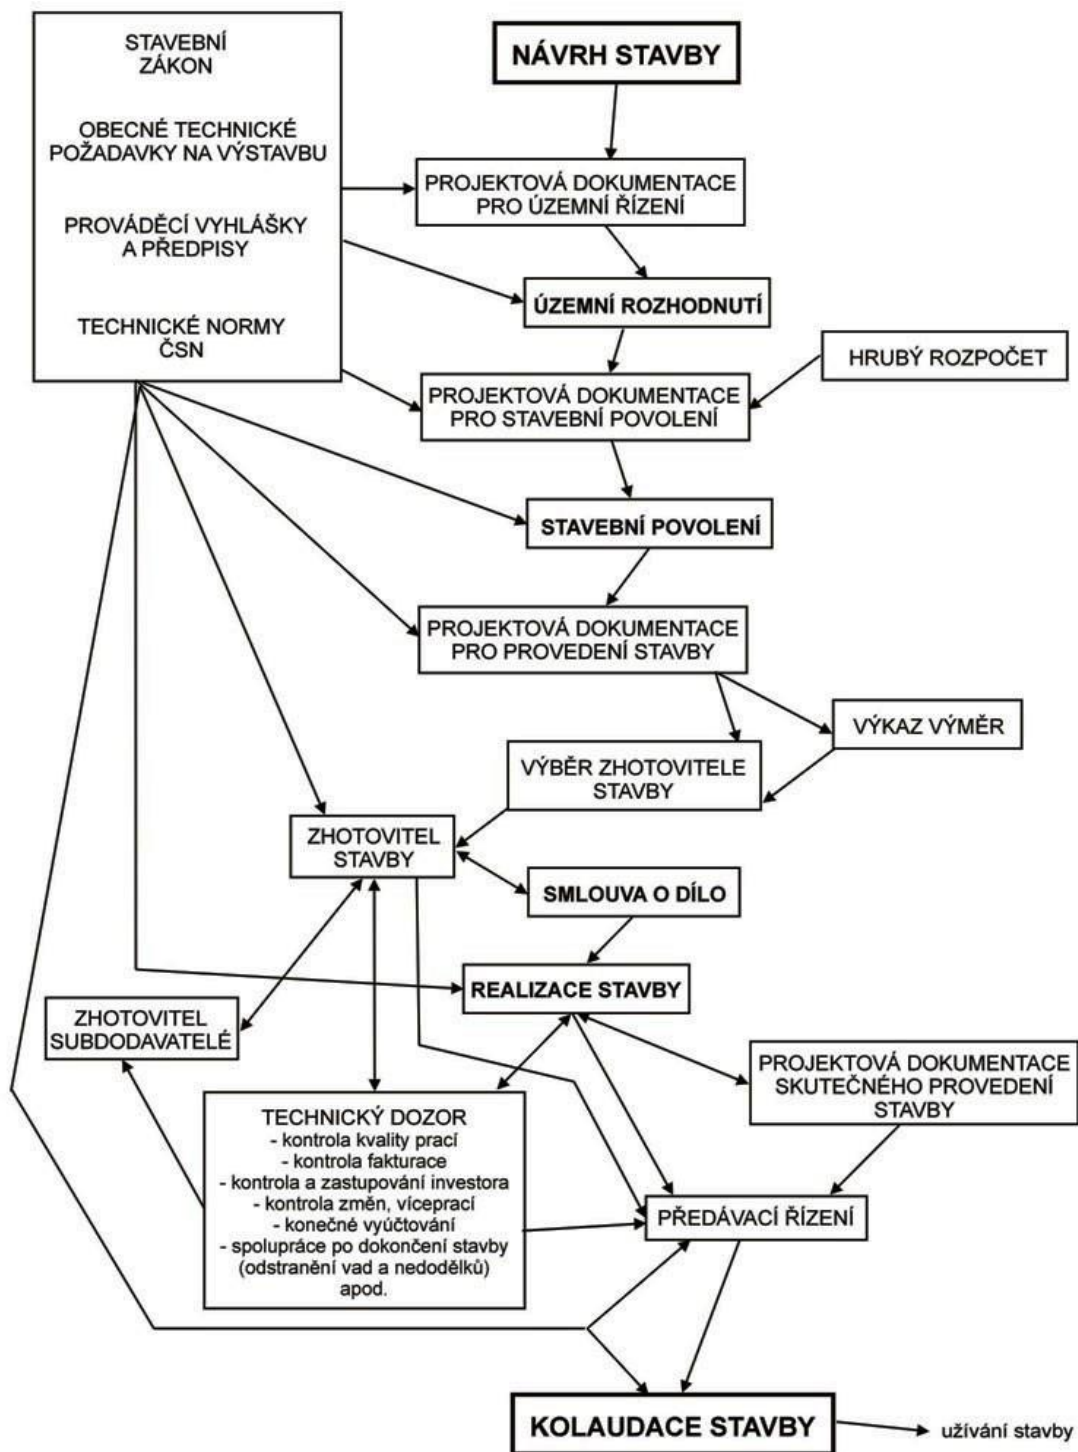 STAVEBNÍ
ZÁKON
OBECNÉ TECHNICKÉ
POŽADAVKY NA VÝSTAVBU
PROVÁDĚCÍ VYHLÁŠKY
A PŘEDPISY
TECHNICKÉ NORMY
ČSN
NÁVRH STAVBY
PROJEKTOVÁ DOKUMENTACE
PRO ÚZEMNÍ ŘÍZENÍ
ÚZEMNÍ ROZHODNUTÍ
HRUBÝ ROZPOČET
PROJEKTOVÁ DOKUMENTACE
PRO STAVEBNÍ POVOLENÍ
STAVEBNÍ POVOLENÍ
PROJEKTOVÁ DOKUMENTACE
PRO PROVEDENÍ STAVBY
VÝKAZ VÝMĚR
VÝBĚR ZHOTOVITELE
STAVBY
ZHOTOVITEL
STAVBY
SMLOUVA O DÍLO
REALIZACE STAVBY
ZHOTOVITEL
SUBDODAVATELÉ
PROJEKTOVÁ DOKUMENTACE
SKUTEČNÉHO PROVEDENÍ
STAVBY
TECHNICKÝ DOZOR
- kontrola kvality prací
- kontrola fakturace
- kontrola a zastupování investora
- kontrola změn, víceprací
- konečné vyúčtování
- spolupráce po dokončení stavby
(odstranění vad a nedodělků)
apod.
PŘEDÁVACÍ ŘÍZENÍ
KOLAUDACE STAVBY
užívání stavby